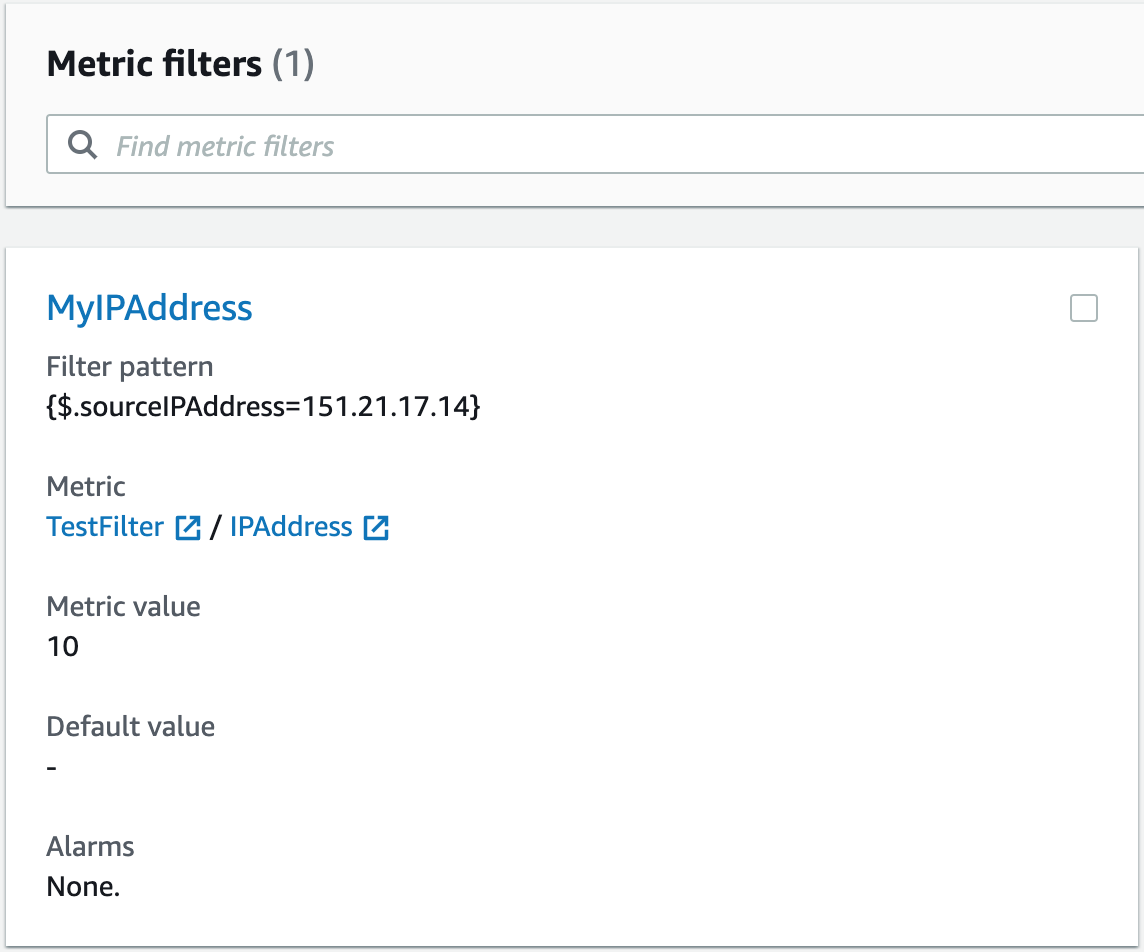 Metric filters (1)
Find metric filters
MyIPAddress
Filter pattern
{$.sourceIPAddress=151.21.17.14}
Metric
TestFilter / IPAddress
Metric value
10
Default value
-
Alarms
None.